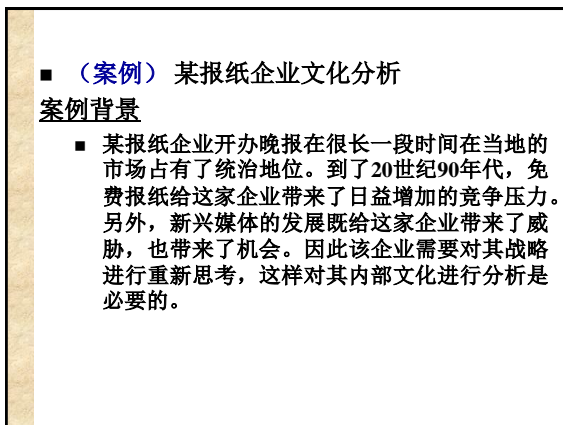 ■ （案例） 某报纸企业文化分析
案例背景
■ 某报纸企业开办晚报在很长一段时间在当地的
市场占有了统治地位。到了20世纪90年代，免
费报纸给这家企业带来了日益增加的竞争压力。
另外，新兴媒体的发展既给这家企业带来了威
胁，也带来了机会。因此该企业需要对其战略
进行重新思考，这样对其内部文化进行分析是
必要的。